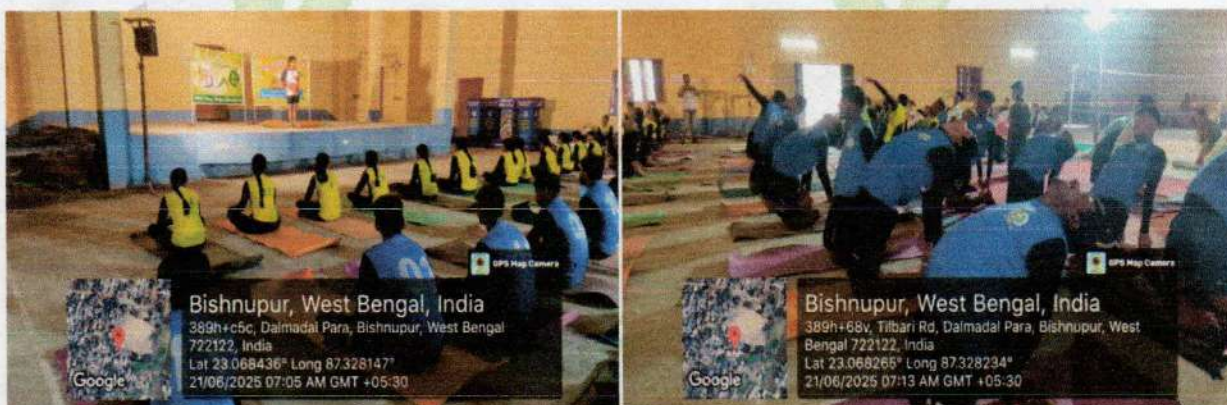 GPS Map Camera
Bishnupur, West Bengal, India
389h+c5c, Dalmadal Para, Bishnupur, West Bengal
722122, India
Lat 23.068436° Long 87.328147°
21/06/2025 07:05 AM GMT +05:30
Google
GPS Map Camera
Bishnupur, West Bengal, India
389h+68v, Tilbari Rd, Dalmadal Para, Bishnupur, West
Bengal 722122, India
Lat 23.068265° Long 87.328234°
21/06/2025 07:13 AM GMT +05:30
Google